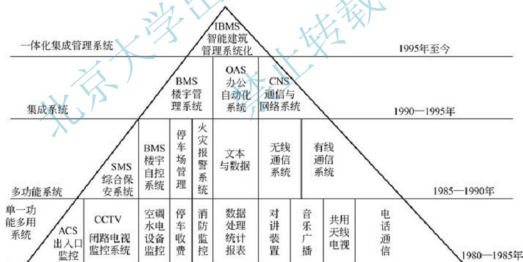 IBMS
智能建筑
管理系统化
一体化集成管理系统
1995年至今
BMS
楼宇管
理系统
OAS
办公
自动化
系统
CNS
通信与
网络系统
集成系统
1990—1995年
SMS
综合保
安系统
BMS
楼宇
自控
系统
停车场管理
火灾报警系统
文本
与数据
无线
通信
系统
有线
通信
系统
多功能系统
1985—1990年
单一功
能多用
系统
ACS
出入口
监控
CCTV
闭路电视
监控系统
空调
水电
设备
监控
停车收费
消防监控
数据
处理
统计
报表
对讲装置
音乐广播
共用
天线
电视
电话通信
1980—1985年
北京大学出
禁止转载